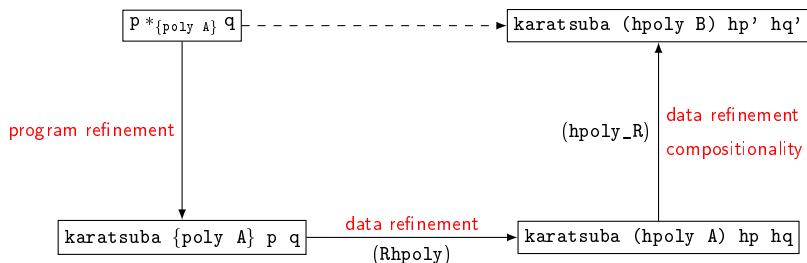 p *{poly A} q
karatsuba (hpoly B) hp' hq'
program refinement
(hpoly_R)
data refinement
compositionality
karatsuba {poly A} p q
data refinement
(Rhpoly)
karatsuba (hpoly A) hp hq